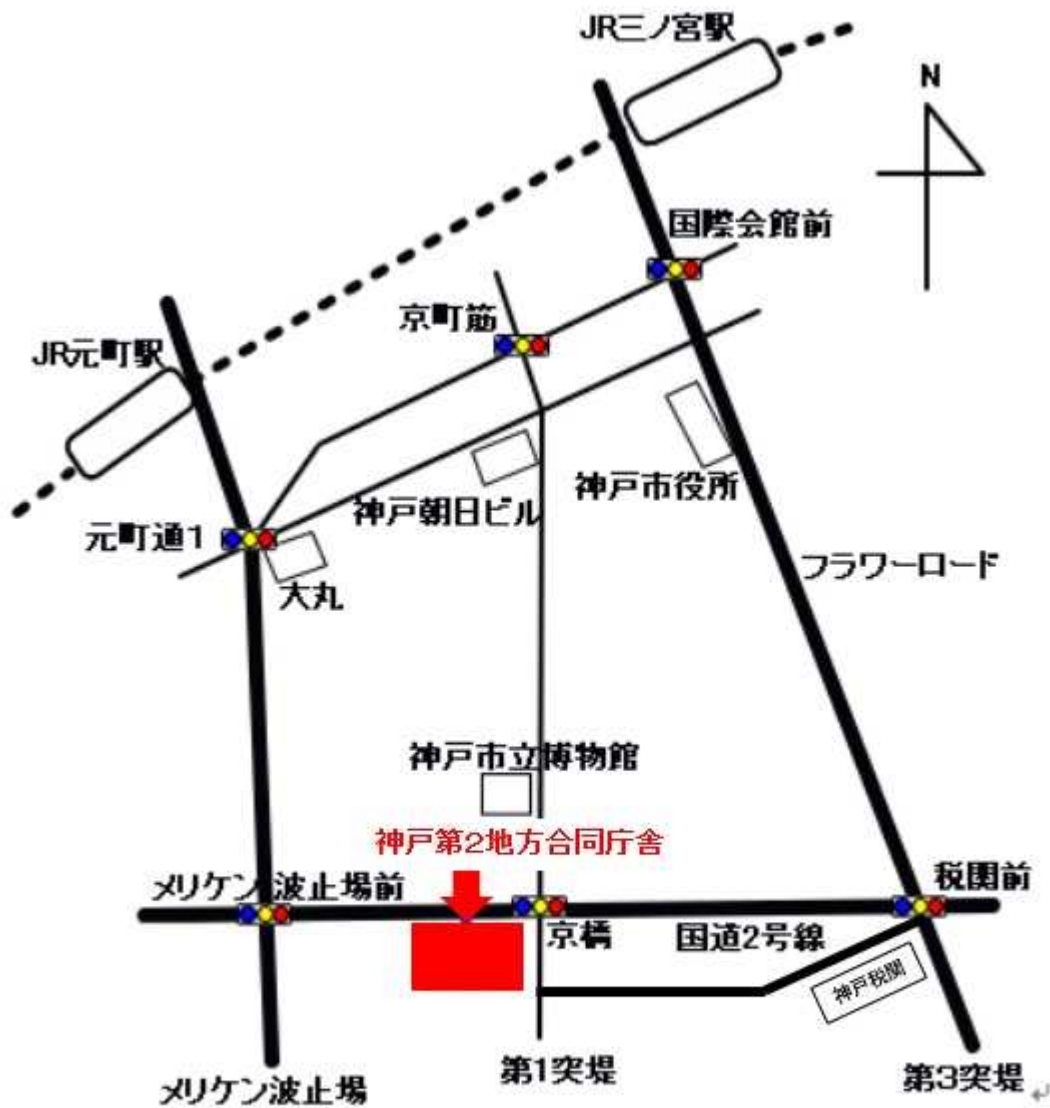 JR三ノ宮駅
N
国際会館前
京町筋
JR元町駅
神戸市役所
神戸朝日ビル
元町通1
フラワーロード
大丸
神戸市立博物館
神戸第2地方合同庁舎
メリケン波止場前
税関前
京橋
国道2号線
神戸税関
第1突堤
メリケン波止場
第3突堤